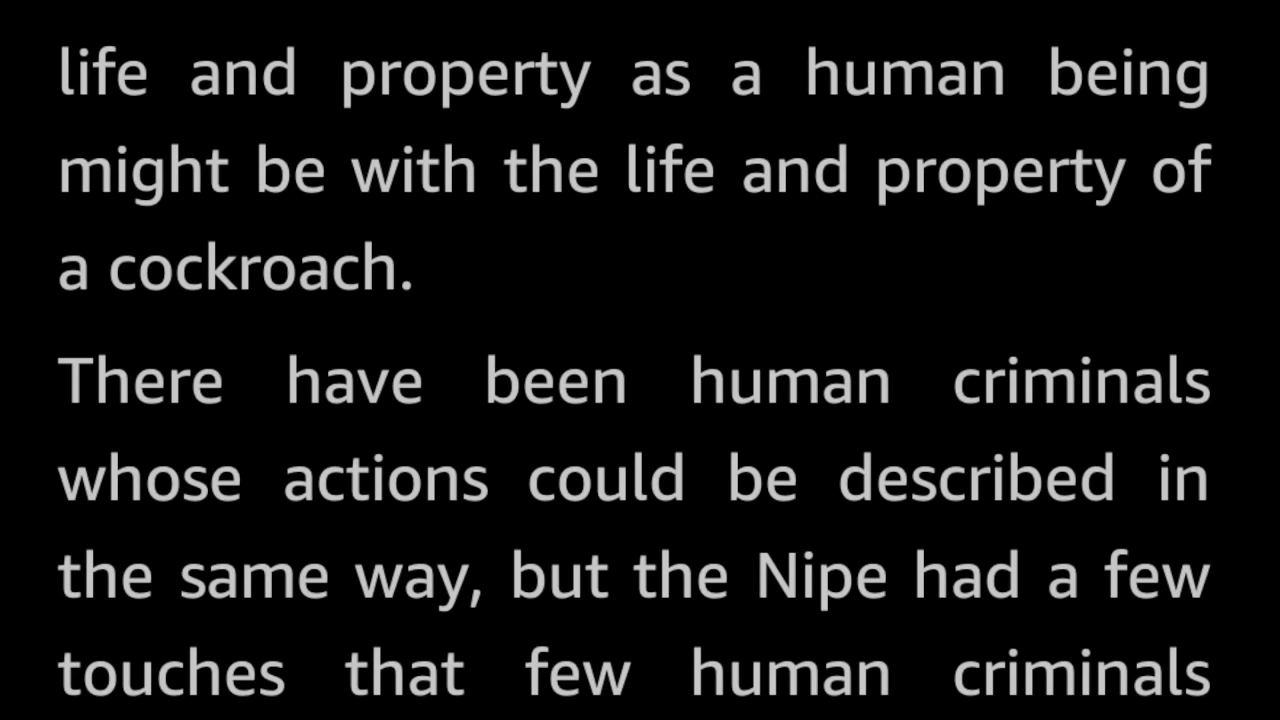 life and property as a human being
might be with the life and property of
a cockroach.
There have been human criminals
whose actions could be described in
the same way, but the Nipe had a few
touches that few human criminals